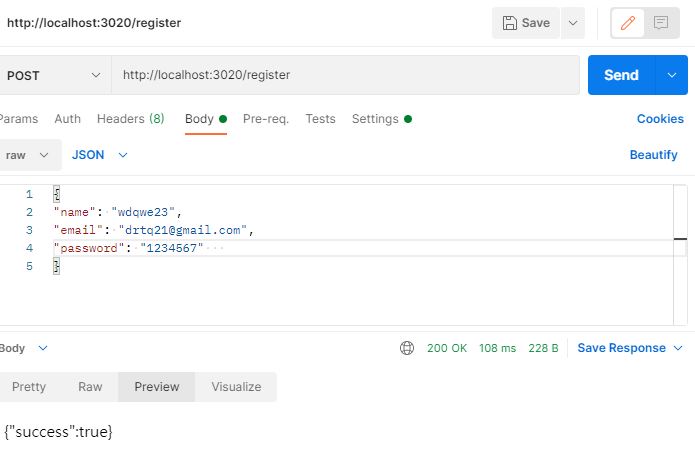 http://localhost:3020/register
Save
POST
http://localhost:3020/register
Send
Params Auth Headers (8) Body Pre-req. Tests Settings Cookies
raw JSON Beautify
1 {
2 "name": "wdqwe23",
3 "email": "drtq21@gmail.com",
4 "password": "1234567"
5 }
Body 200 OK 108 ms 228 B Save Response
Pretty Raw Preview Visualize
{"success":true}